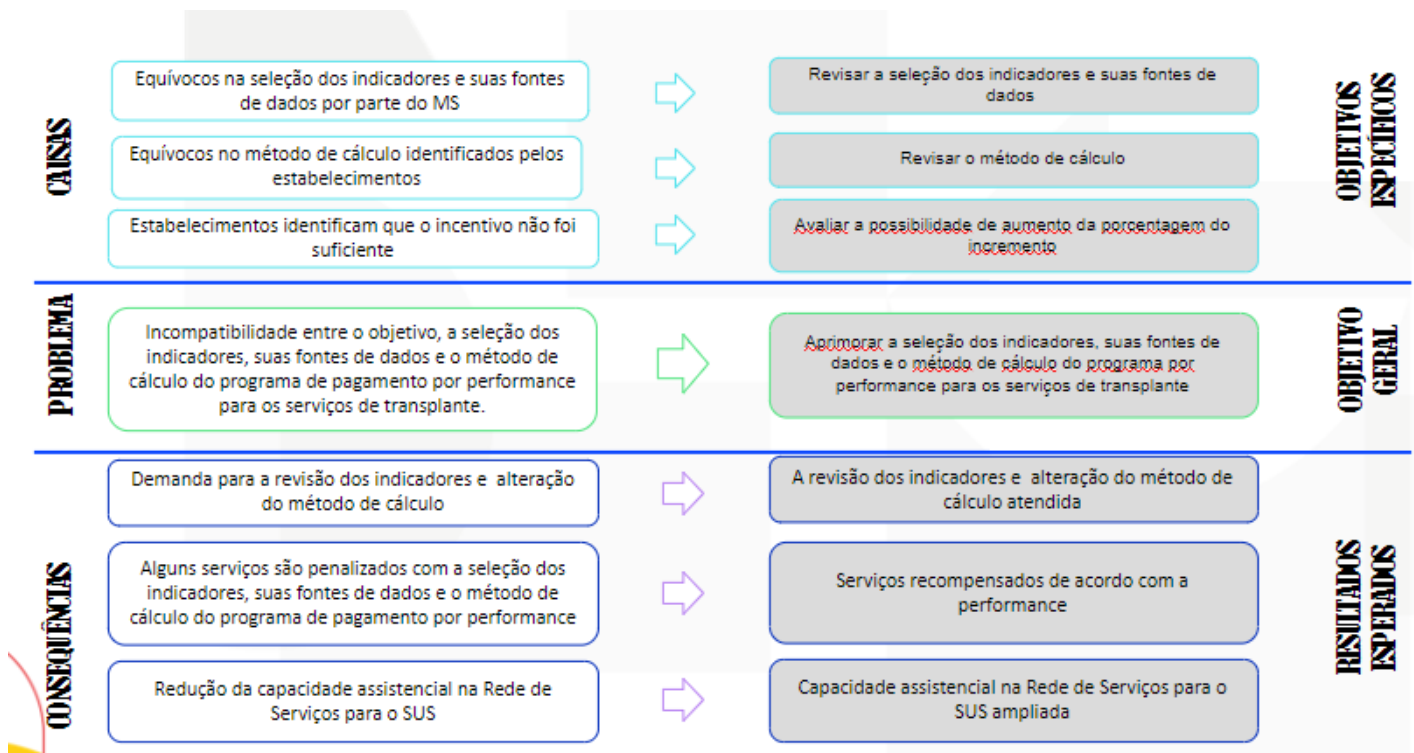 CAUSAS
Equívocos na seleção dos indicadores e suas fontes
de dados por parte do MS
Revisar a seleção dos indicadores e suas fontes de
dados
Equívocos no método de cálculo identificados pelos
estabelecimentos
Revisar o método de cálculo
Estabelecimentos identificam que o incentivo não foi
suficiente
Avaliar a possibilidade de aumento da porcentagem do
incremento
OBJETIVOS
ESPECÍFICOS
PROBLEMA
Incompatibilidade entre o objetivo, a seleção dos
indicadores, suas fontes de dados e o método de
cálculo do programa de pagamento por performance
para os serviços de transplante.
Aprimorar a seleção dos indicadores, suas fontes de
dados e o método de cálculo do programa por
performance para os serviços de transplante
OBJETIVO
GERAL
CONSEQUÊNCIAS
Demanda para a revisão dos indicadores e alteração
do método de cálculo
A revisão dos indicadores e alteração do método de
cálculo atendida
Alguns serviços são penalizados com a seleção dos
indicadores, suas fontes de dados e o método de
cálculo do programa de pagamento por performance
Serviços recompensados de acordo com a
performance
Redução da capacidade assistencial na Rede de
Serviços para o SUS
Capacidade assistencial na Rede de Serviços para o
SUS ampliada
RESULTADOS
ESPERADOS